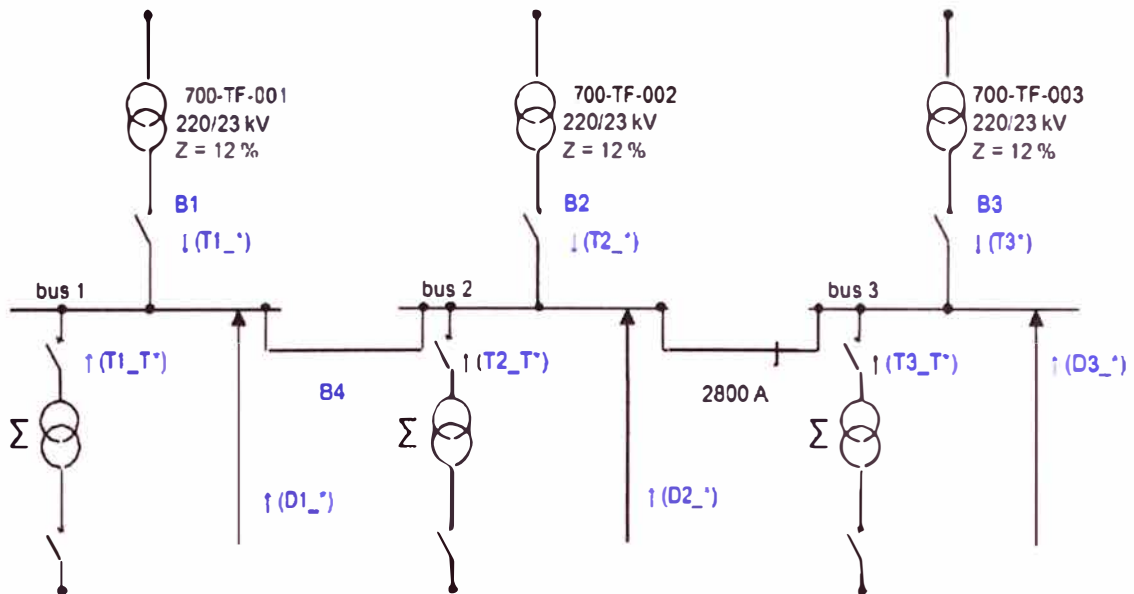 700-TF-001
220/23 kV
Z = 12 %
700-TF-002
220/23 kV
Z = 12 %
700-TF-003
220/23 kV
Z = 12 %
B1
↓ (T1_*)
B2
↓ (T2_*)
B3
↓ (T3*)
bus 1
bus 2
bus 3
↑ (T1_T*)
↑ (T2_T*)
↑ (T3_T*)
↑ (D3_*)
B4
2800 A
Σ
Σ
Σ
↑ (D1_*)
↑ (D2_*)